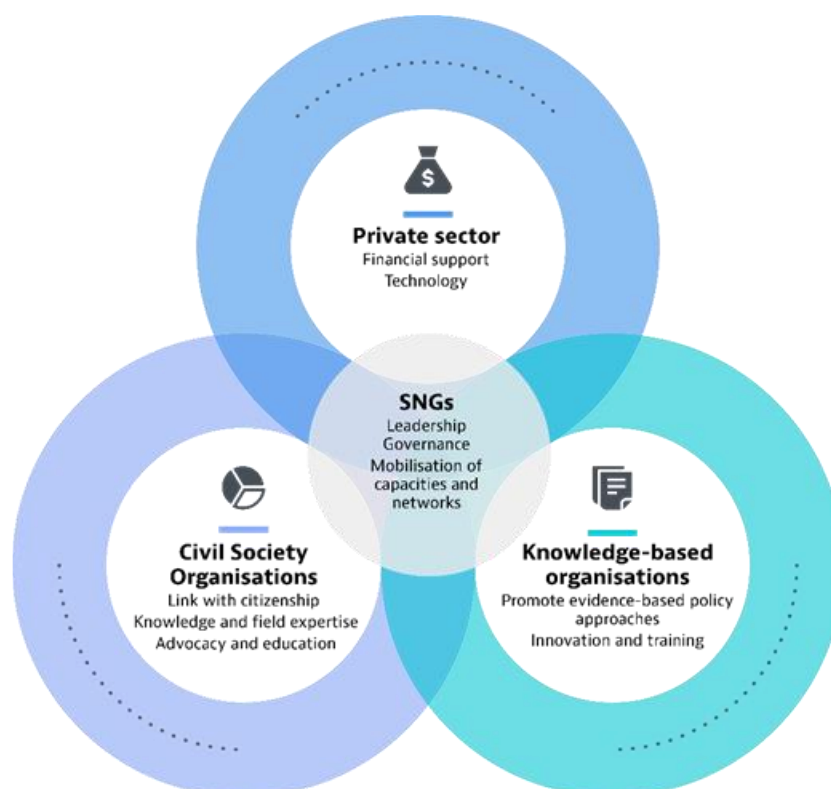 $
Private sector
Financial support
Technology
SNGs
Leadership
Governance
Mobilisation of
capacities and
networks
Civil Society
Organisations
Link with citizenship
Knowledge and field expertise
Advocacy and education
Knowledge-based
organisations
Promote evidence-based policy
approaches
Innovation and training